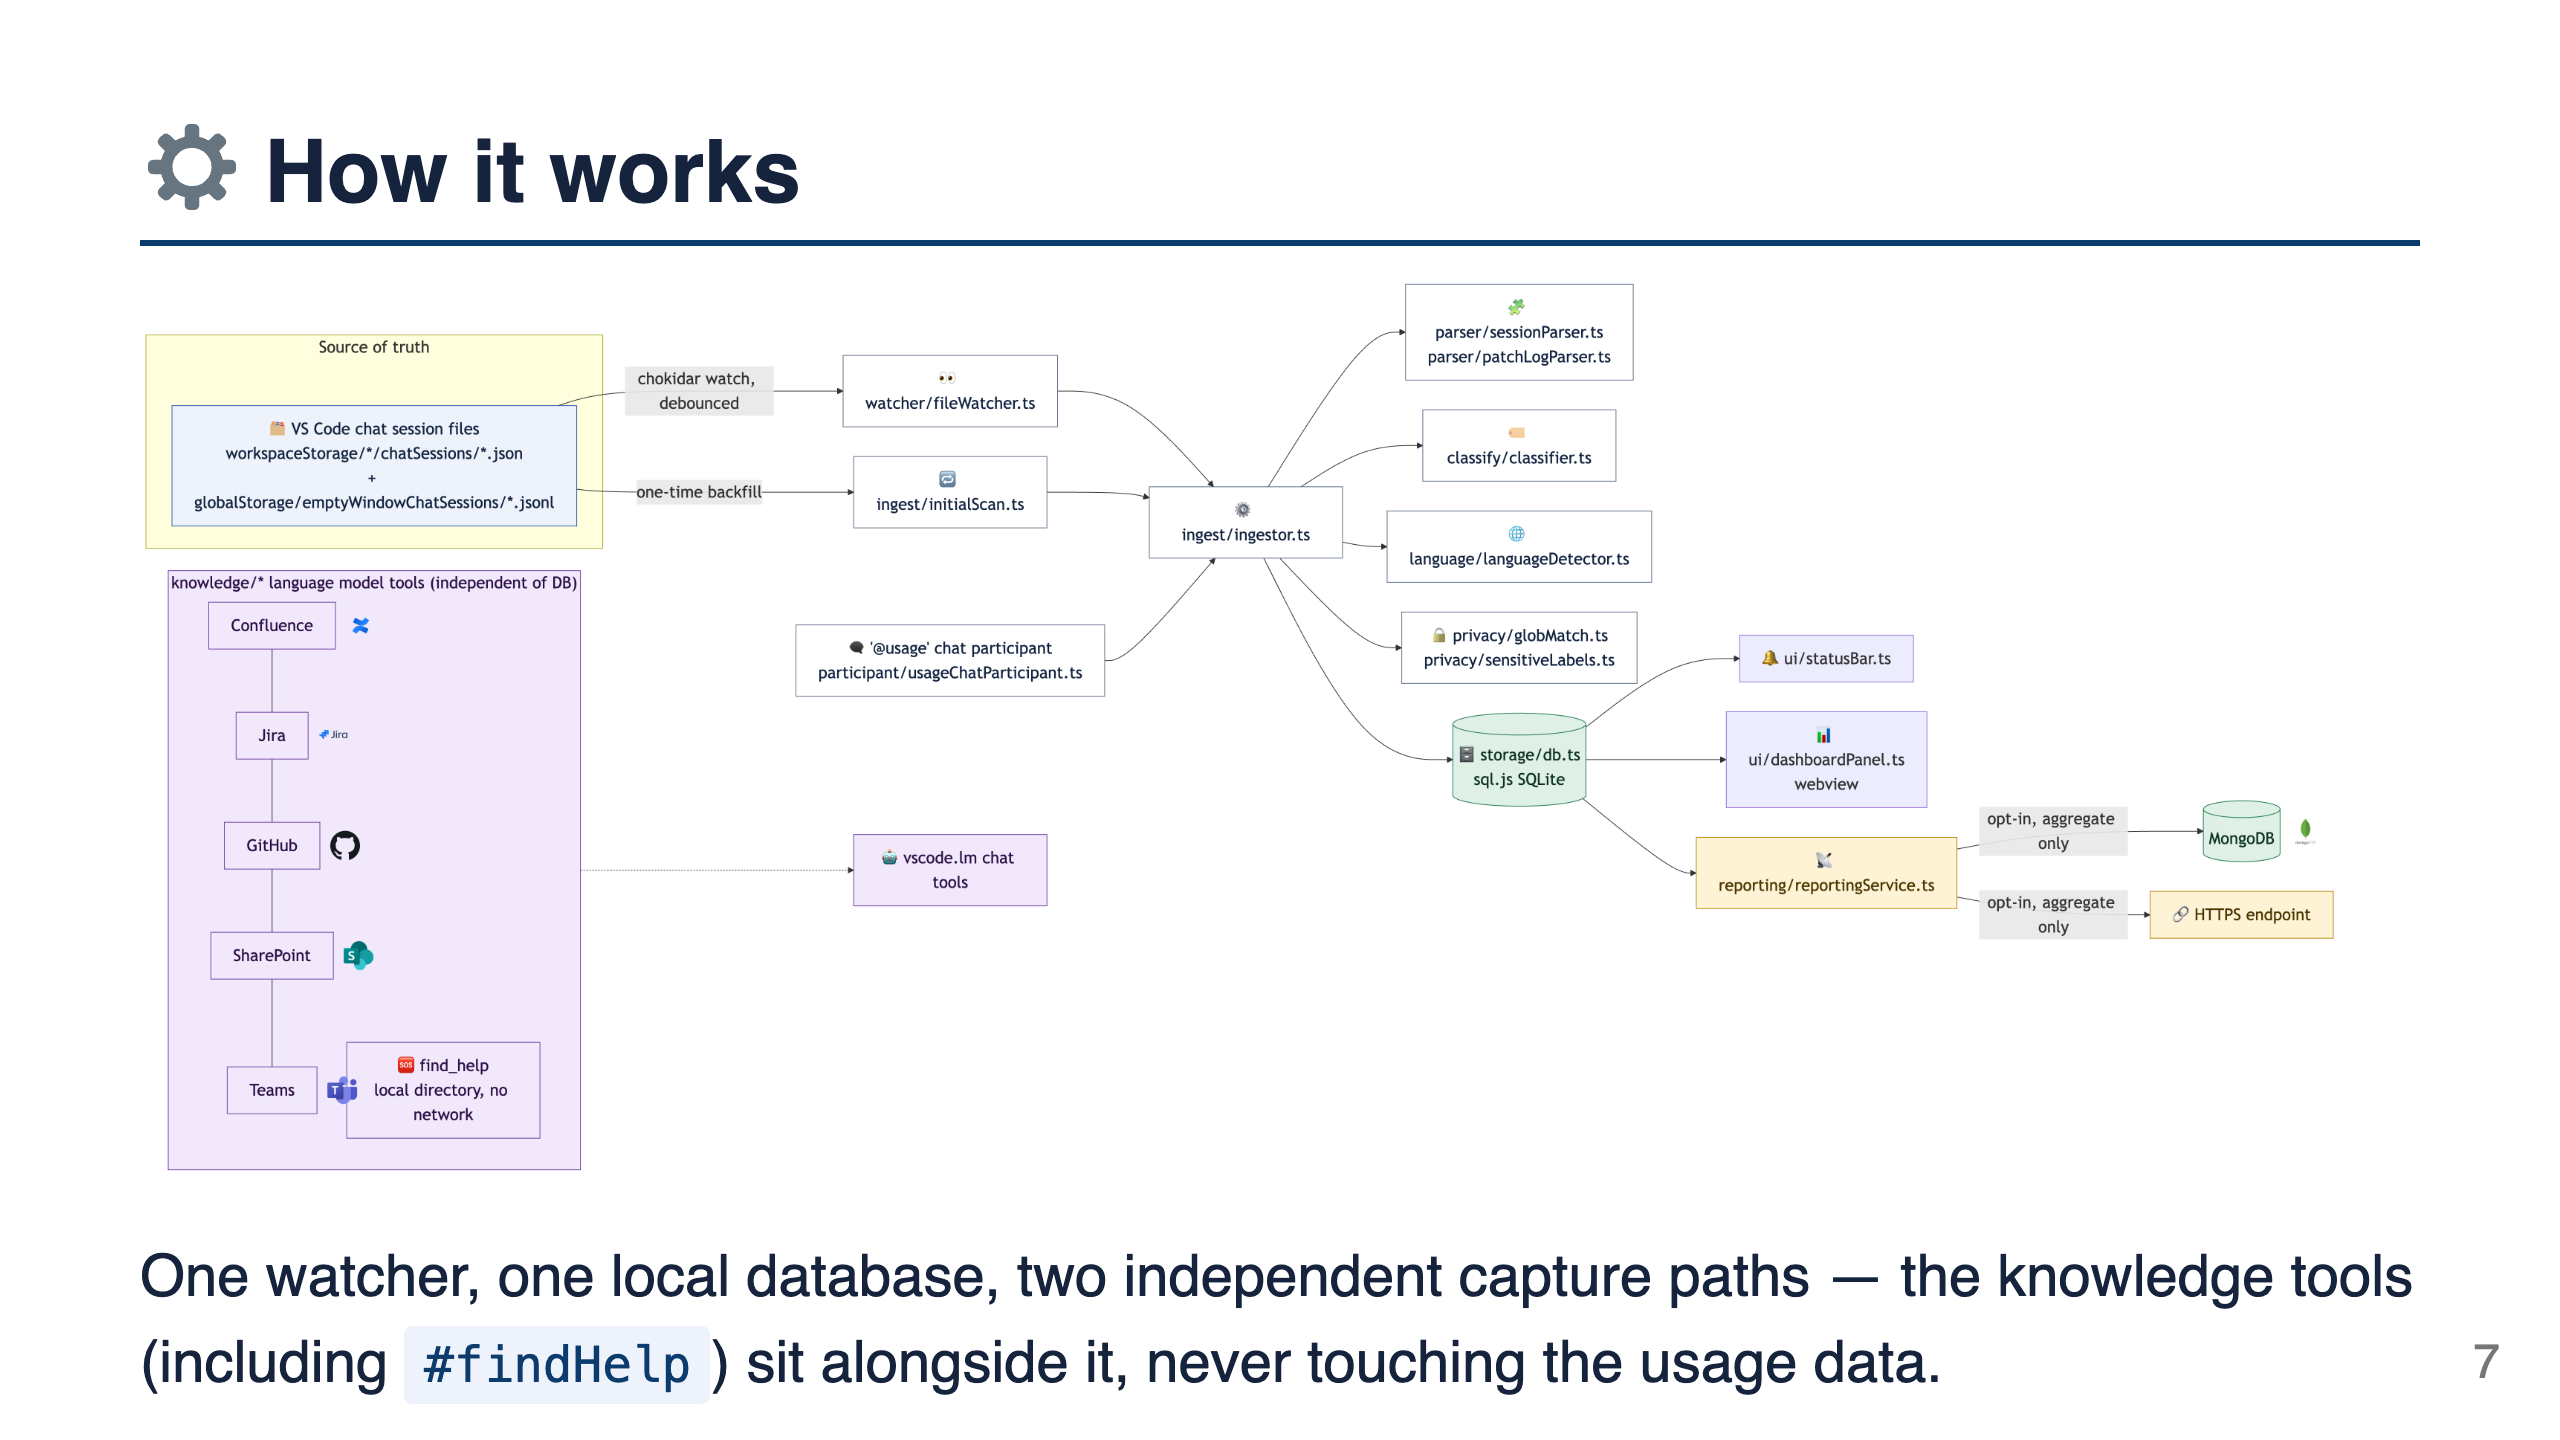 How it works
Source of truth
VS Code chat session files
workspaceStorage/*/chatSessions/*.json
+
globalStorage/emptyWindowChatSessions/*.jsonl
chokidar watch,
debounced
one-time backfill
watcher/fileWatcher.ts
ingest/initialScan.ts
'@usage' chat participant
participant/usageChatParticipant.ts
ingest/ingestor.ts
parser/sessionParser.ts
parser/patchLogParser.ts
classify/classifier.ts
language/languageDetector.ts
privacy/globMatch.ts
privacy/sensitiveLabels.ts
storage/db.ts
sql.js SQLite
ui/statusBar.ts
ui/dashboardPanel.ts
webview
reporting/reportingService.ts
opt-in, aggregate
only
MongoDB
opt-in, aggregate
only
HTTPS endpoint
knowledge/* language model tools (independent of DB)
Confluence
Jira
Jira
GitHub
SharePoint
S
Teams
T
SOS find_help
local directory, no
network
vscode.lm chat
tools
One watcher, one local database, two independent capture paths — the knowledge tools
(including #findHelp) sit alongside it, never touching the usage data.
7